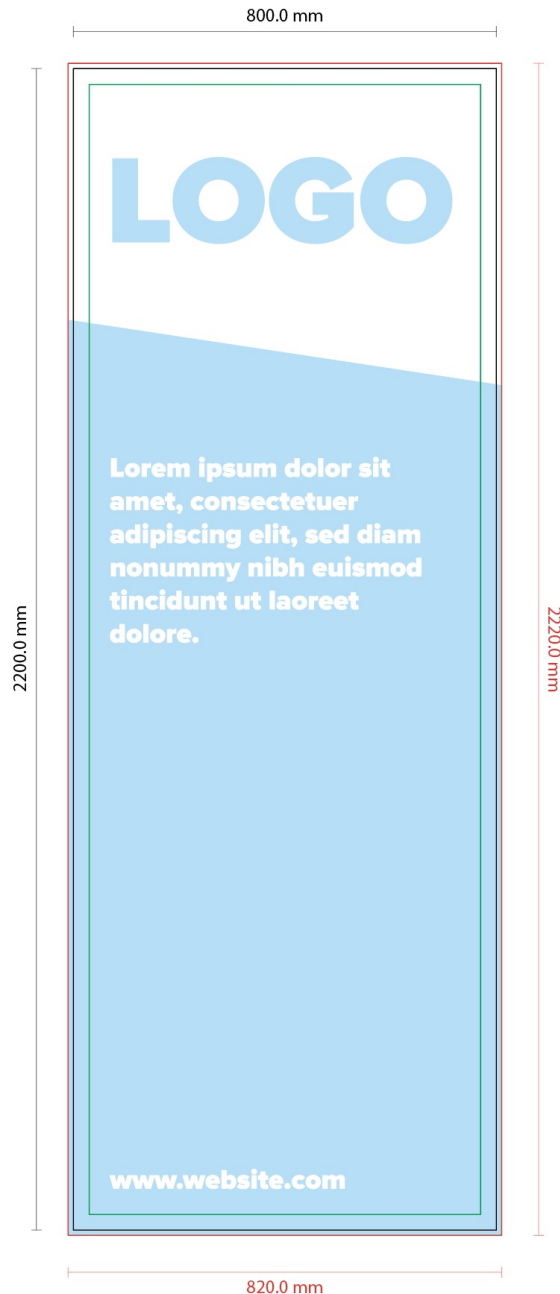 800.0 mm
LOGO
Lorem ipsum dolor sit
amet, consectetuer
adipiscing elit, sed diam
nonummy nibh euismod
tincidunt ut laoreet
dolore.
2200.0 mm
2220.0 mm
www.website.com
820.0 mm